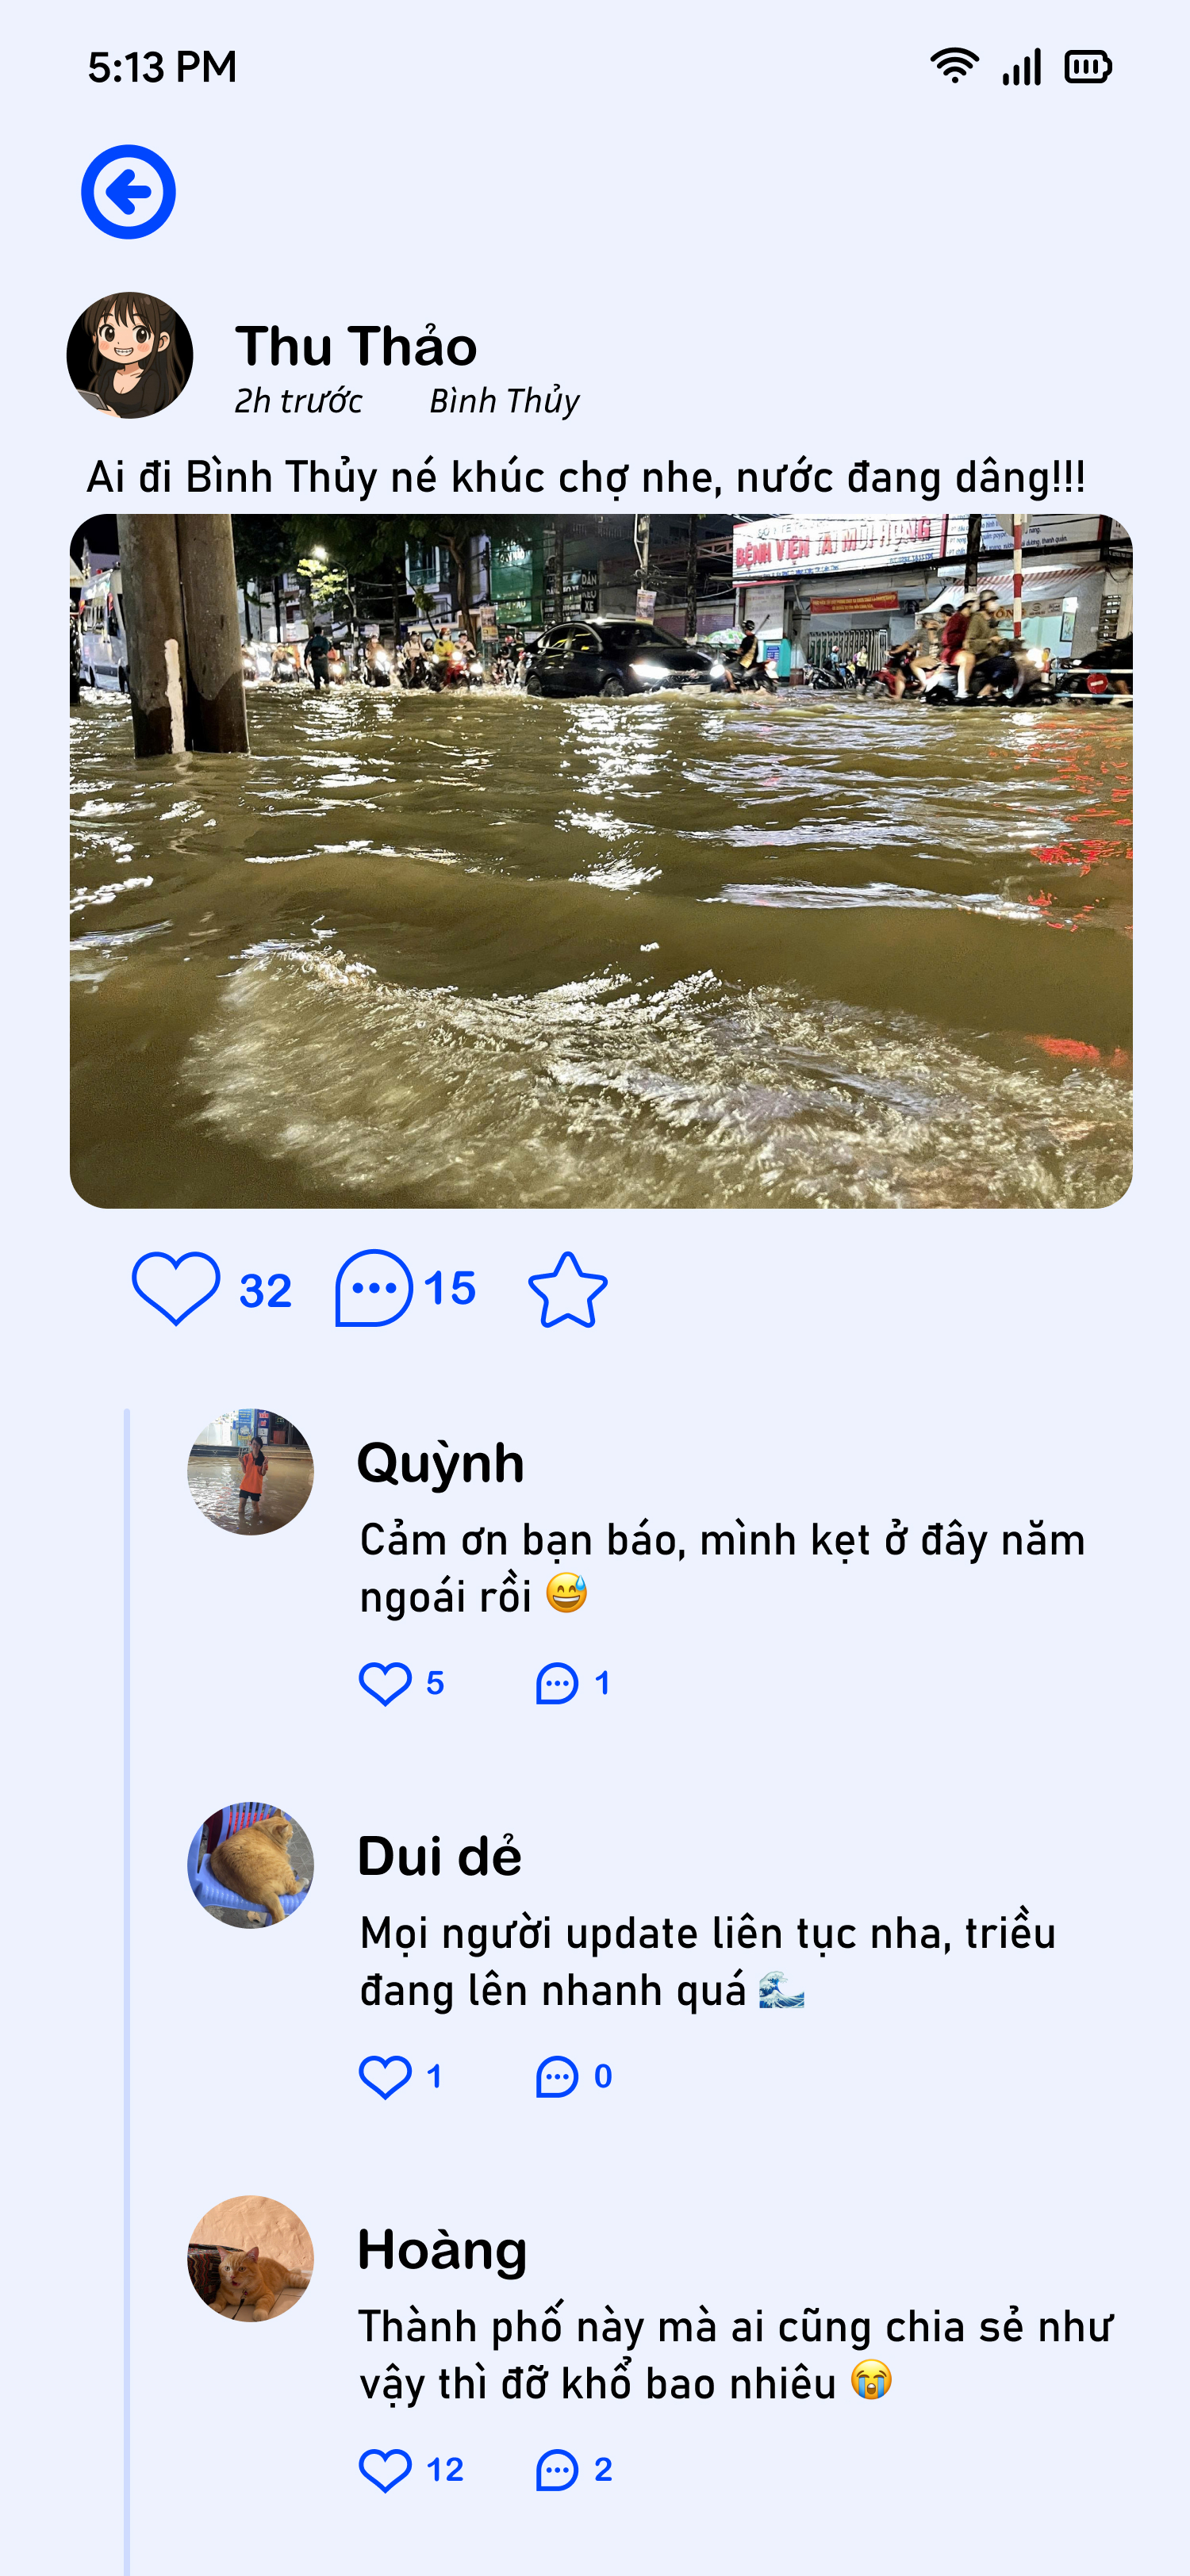 5:13 PM
Thu Thảo
2h trước Bình Thủy
Ai đi Bình Thủy né khúc chợ nhe, nước đang dâng!!!
BỆNH VIỆN TAI MŨI HỌNG
DÁN
XE
32 15
Quỳnh
Cảm ơn bạn báo, mình kẹt ở đây năm
ngoái rồi 😅
5 1
Dui dẻ
Mọi người update liên tục nha, triều
đang lên nhanh quá 🌊
1 0
Hoàng
Thành phố này mà ai cũng chia sẻ như
vậy thì đỡ khổ bao nhiêu 😭
12 2